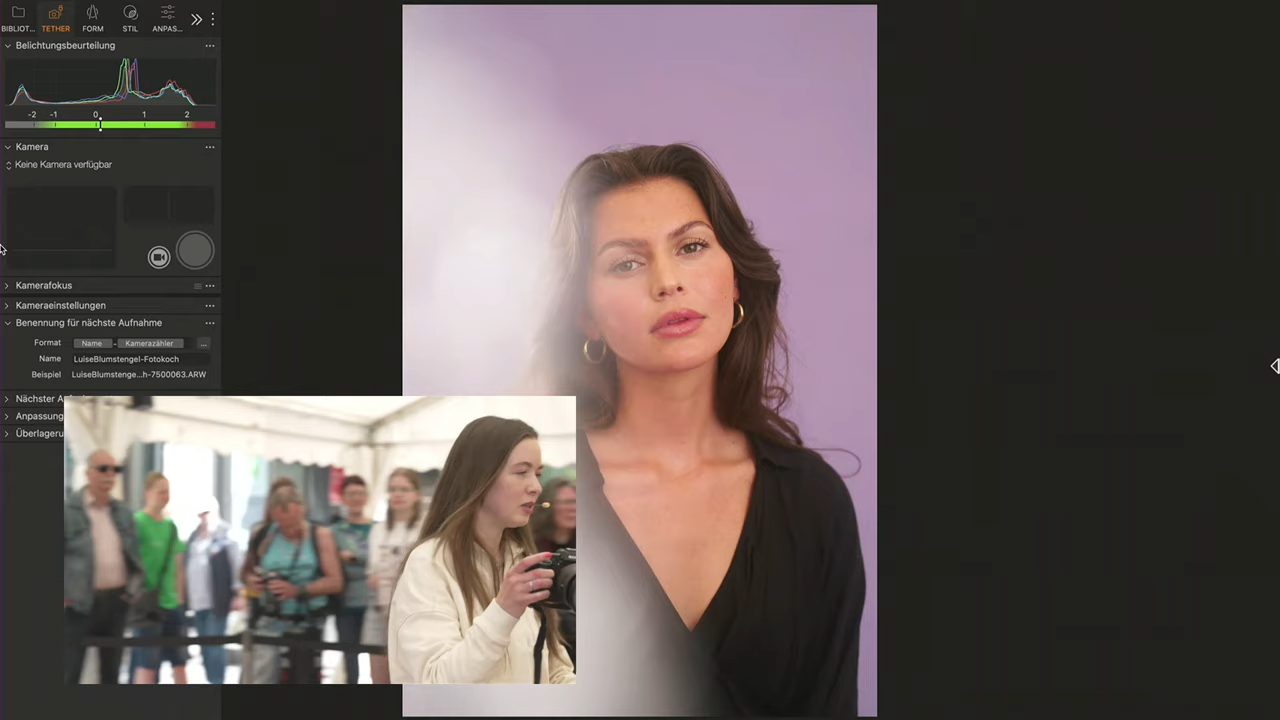 BIBLIOT... TETHER FORM STIL ANPAS...
Belichtungsbeurteilung
-2 -1 0 1 2
Kamera
Keine Kamera verfügbar
Kamerafokus
Kameraeinstellungen
Benennung für nächste Aufnahme
Format Name - Kamerazähler ...
Name LuiseBlumstengel-Fotokoch
Beispiel LuiseBlumstenge...h-7500063.ARW
Nächster A
Anpassung
Überlageru